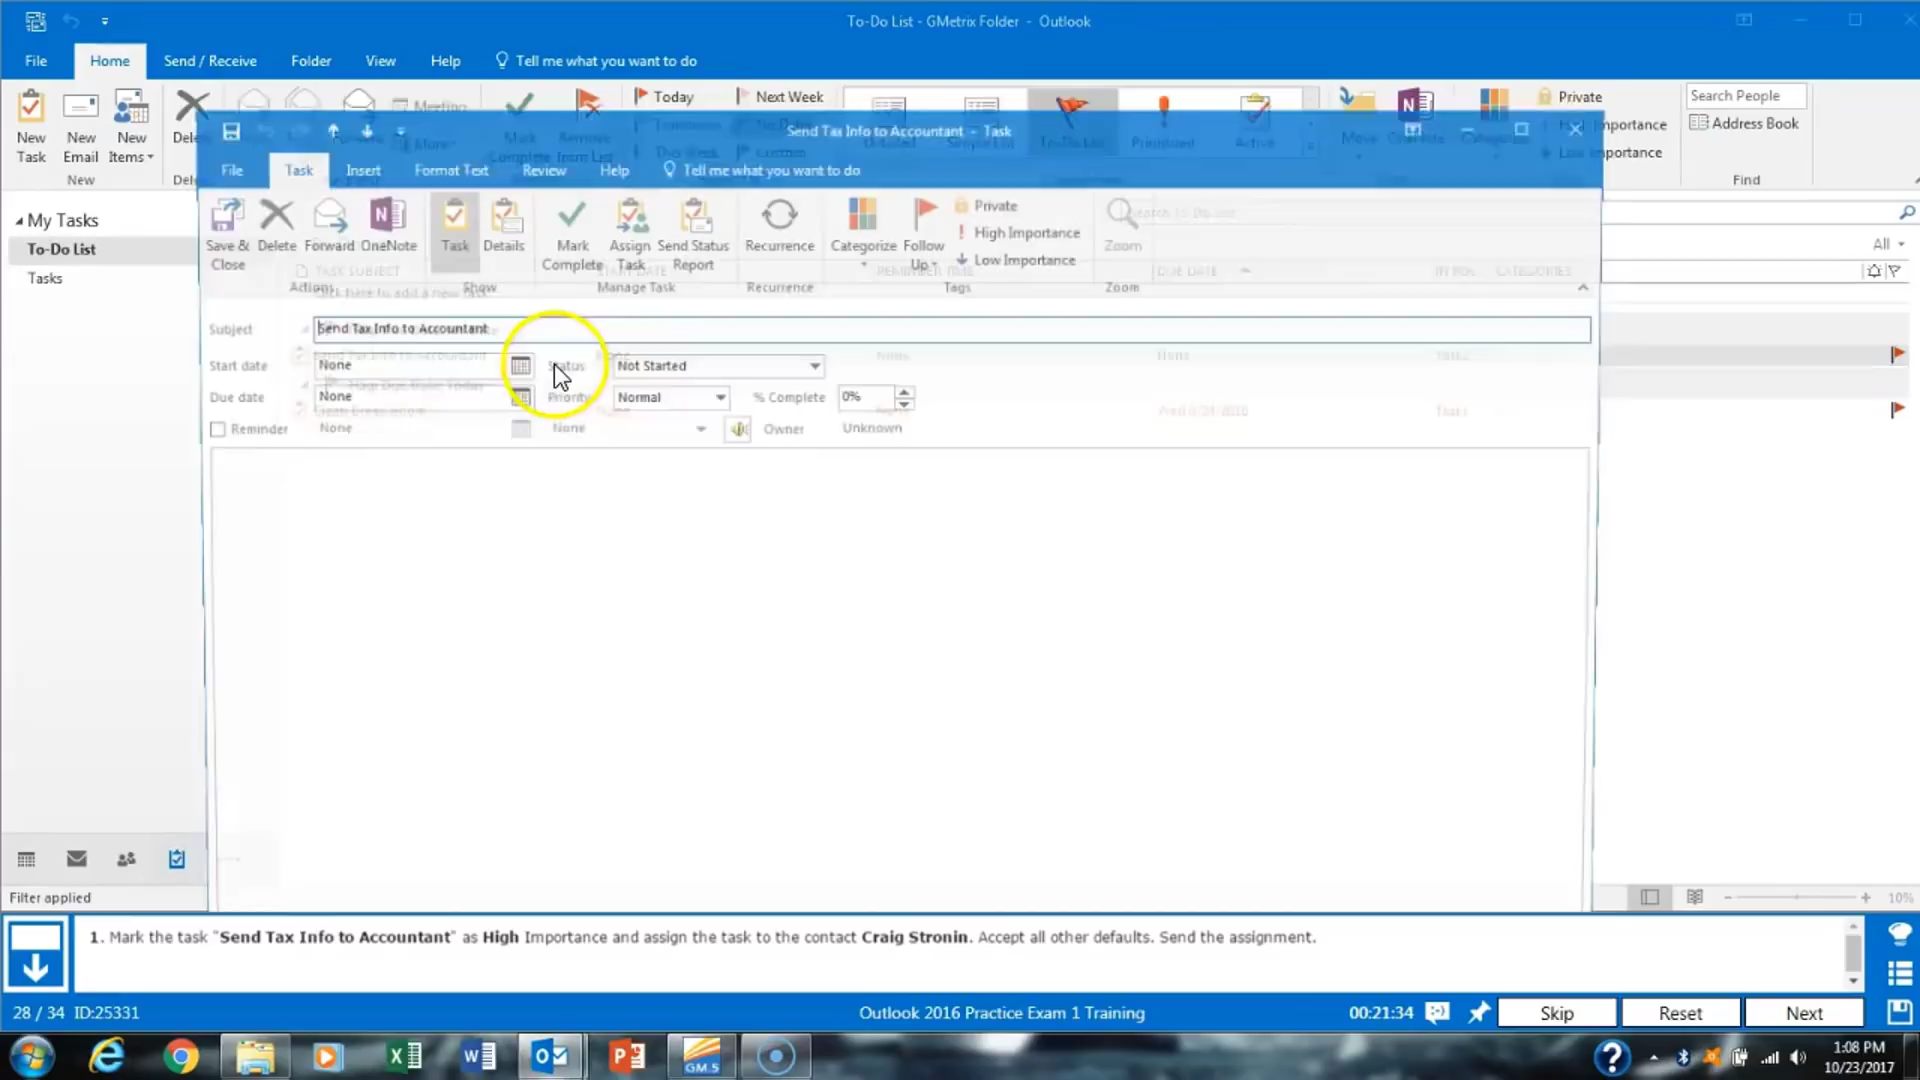 To-Do List - GMetrix Folder - Outlook
File Home Send / Receive Folder View Help Tell me what you want to do
New Task
New Email
New Items
New
Meeting
Today
Next Week
Private
Search People
Address Book
Find
Send Tax Info to Accountant - Task
File Task Insert Format Text Review Help Tell me what you want to do
Save & Close
Delete
Forward
OneNote
Task
Details
Mark Complete
Assign Task
Send Status Report
Recurrence
Categorize
Follow Up
Private
High Importance
Low Importance
Zoom
Actions Show Manage Task Recurrence Tags Zoom
My Tasks
To-Do List
Tasks
All
Subject Send Tax Info to Accountant
Start date None Status Not Started
Due date None Priority Normal % Complete 0%
Reminder None None Owner Unknown
Filter applied
10%
1. Mark the task "Send Tax Info to Accountant" as High Importance and assign the task to the contact Craig Stronin. Accept all other defaults. Send the assignment.
28 / 34 ID:25331 Outlook 2016 Practice Exam 1 Training 00:21:34 Skip Reset Next
GM.5
1:08 PM
10/23/2017